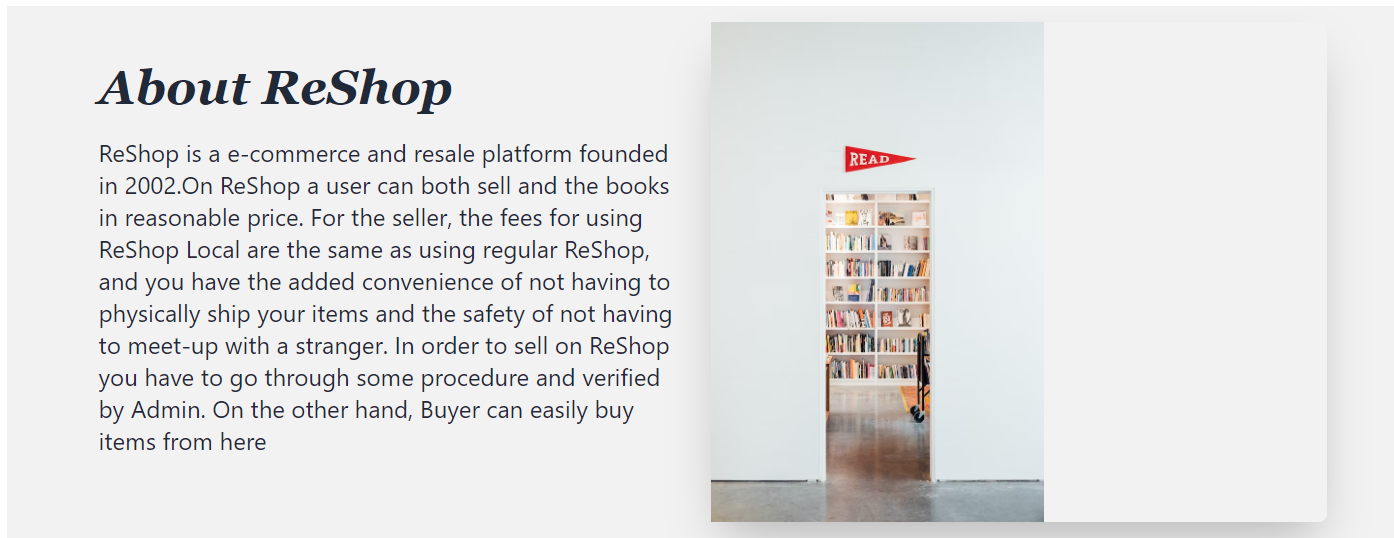 About ReShop
ReShop is a e-commerce and resale platform founded
in 2002.On ReShop a user can both sell and the books
in reasonable price. For the seller, the fees for using
ReShop Local are the same as using regular ReShop,
and you have the added convenience of not having to
physically ship your items and the safety of not having
to meet-up with a stranger. In order to sell on ReShop
you have to go through some procedure and verified
by Admin. On the other hand, Buyer can easily buy
items from here
READ